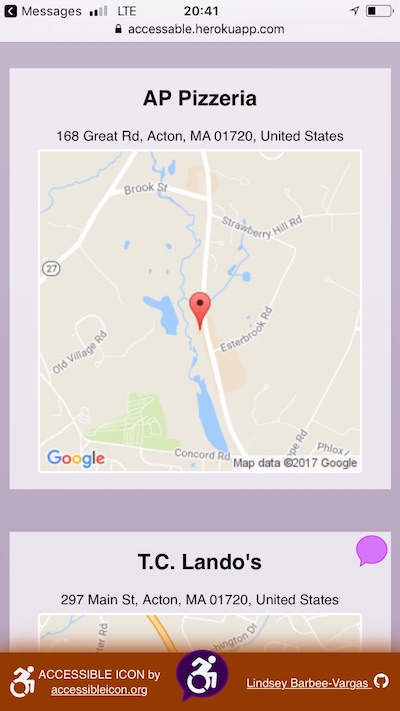 Messages LTE 20:41
accessable.herokuapp.com
AP Pizzeria
168 Great Rd, Acton, MA 01720, United States
Brook St
Strawberry Hill Rd
27
Esterbrook Rd
Old Village Rd
Concord Rd
Phlox
Google
Map data ©2017 Google
T.C. Lando's
297 Main St, Acton, MA 01720, United States
ACCESSIBLE ICON by
accessibleicon.org
Lindsey Barbee-Vargas